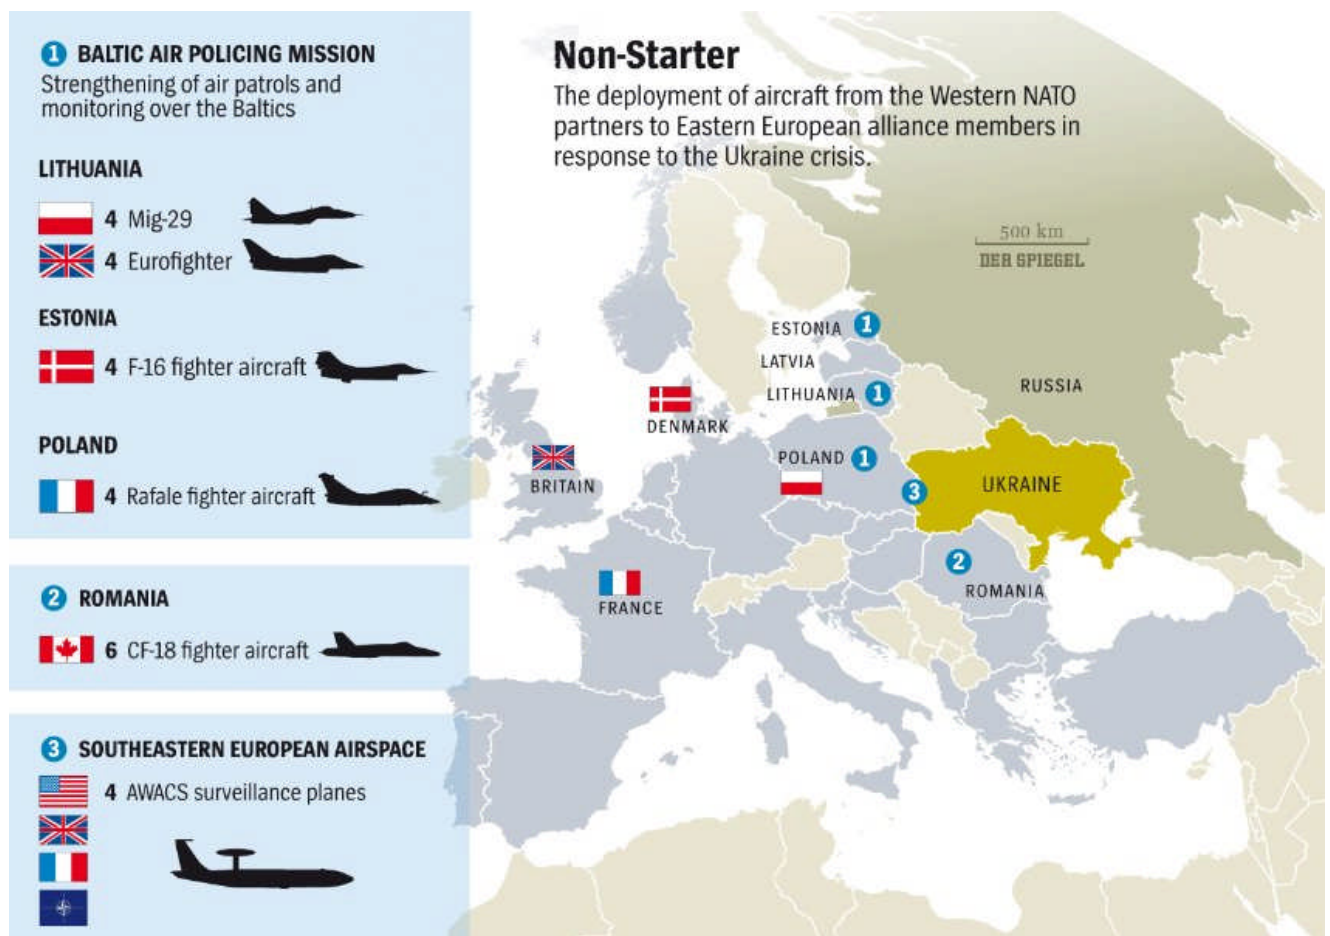 1 BALTIC AIR POLICING MISSION
Strengthening of air patrols and
monitoring over the Baltics
LITHUANIA
4 Mig-29
4 Eurofighter
ESTONIA
4 F-16 fighter aircraft
POLAND
4 Rafale fighter aircraft
2 ROMANIA
6 CF-18 fighter aircraft
3 SOUTHEASTERN EUROPEAN AIRSPACE
4 AWACS surveillance planes
Non-Starter
The deployment of aircraft from the Western NATO
partners to Eastern European alliance members in
response to the Ukraine crisis.
500 km
DER SPIEGEL
ESTONIA 1
LATVIA
LITHUANIA 1
RUSSIA
DENMARK
POLAND 1
BRITAIN
3
UKRAINE
2
ROMANIA
FRANCE